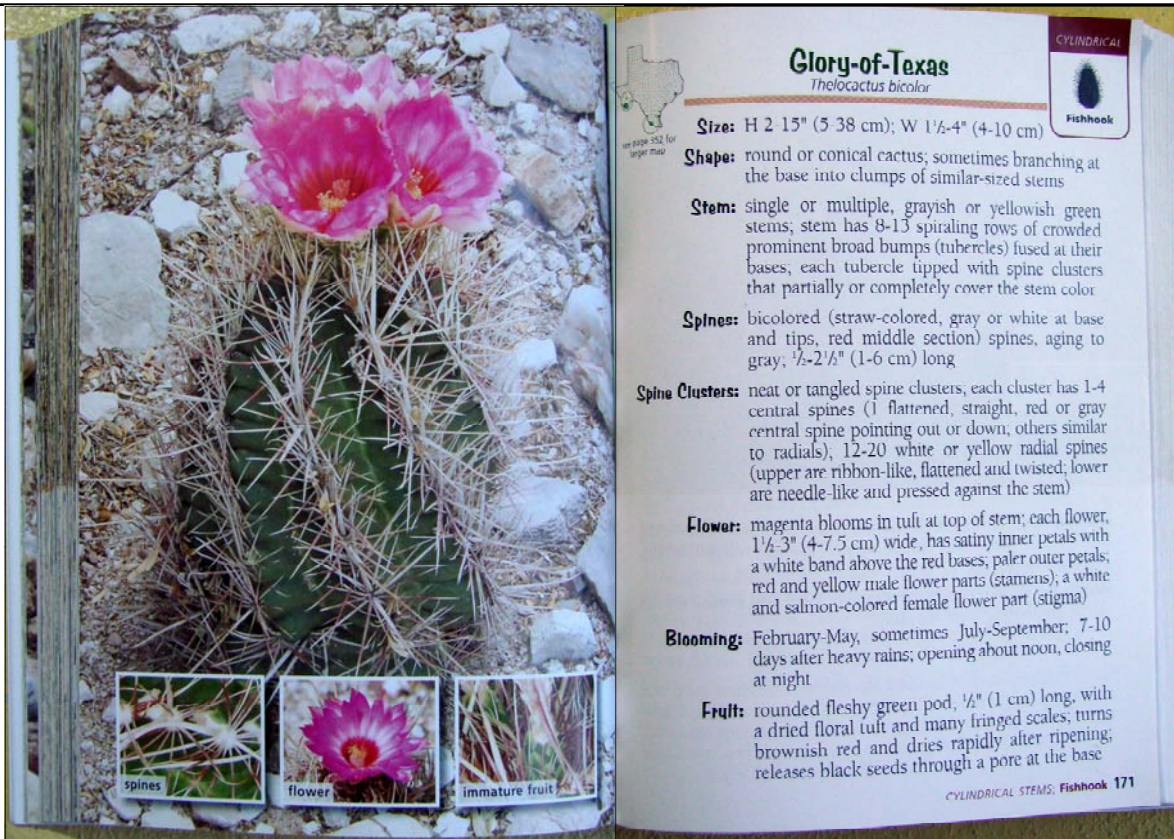 spines
flower
immature fruit
CYLINDRICAL
Fishhook
see page 352 for
larger map
Glory-of-Texas
Thelocactus bicolor
Size: H 2-15" (5-38 cm); W 1½-4" (4-10 cm)
Shape: round or conical cactus; sometimes branching at
the base into clumps of similar-sized stems
Stem: single or multiple, grayish or yellowish green
stems; stem has 8-13 spiraling rows of crowded
prominent broad bumps (tubercles) fused at their
bases; each tubercle tipped with spine clusters
that partially or completely cover the stem color
Spines: bicolored (straw-colored, gray or white at base
and tips, red middle section) spines, aging to
gray; ½-2½" (1-6 cm) long
Spine Clusters: neat or tangled spine clusters; each cluster has 1-4
central spines (1 flattened, straight, red or gray
central spine pointing out or down; others similar
to radials); 12-20 white or yellow radial spines
(upper are ribbon-like, flattened and twisted; lower
are needle-like and pressed against the stem)
Flower: magenta blooms in tuft at top of stem; each flower,
1½-3" (4-7.5 cm) wide, has satiny inner petals with
a white band above the red bases; paler outer petals;
red and yellow male flower parts (stamens); a white
and salmon-colored female flower part (stigma)
Blooming: February-May, sometimes July-September; 7-10
days after heavy rains; opening about noon, closing
at night
Fruit: rounded fleshy green pod, ½" (1 cm) long, with
a dried floral tuft and many fringed scales; turns
brownish red and dries rapidly after ripening;
releases black seeds through a pore at the base
CYLINDRICAL STEMS; Fishhook 171